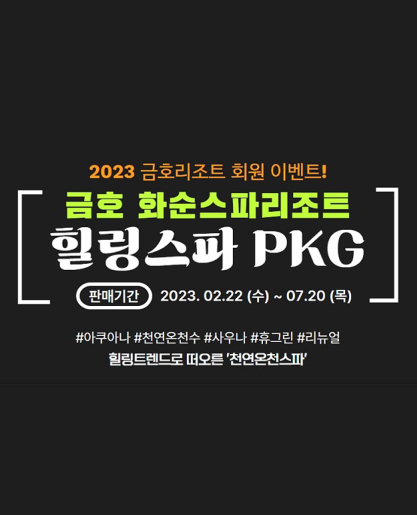 2023 금호리조트 회원 이벤트!
금호 화순스파리조트
힐링스파 PKG
판매기간 2023. 02.22 (수) ~ 07.20 (목)
#아쿠아나 #천연온천수 #사우나 #휴그린 #리뉴얼
힐링트렌드로 떠오른 '천연온천스파'